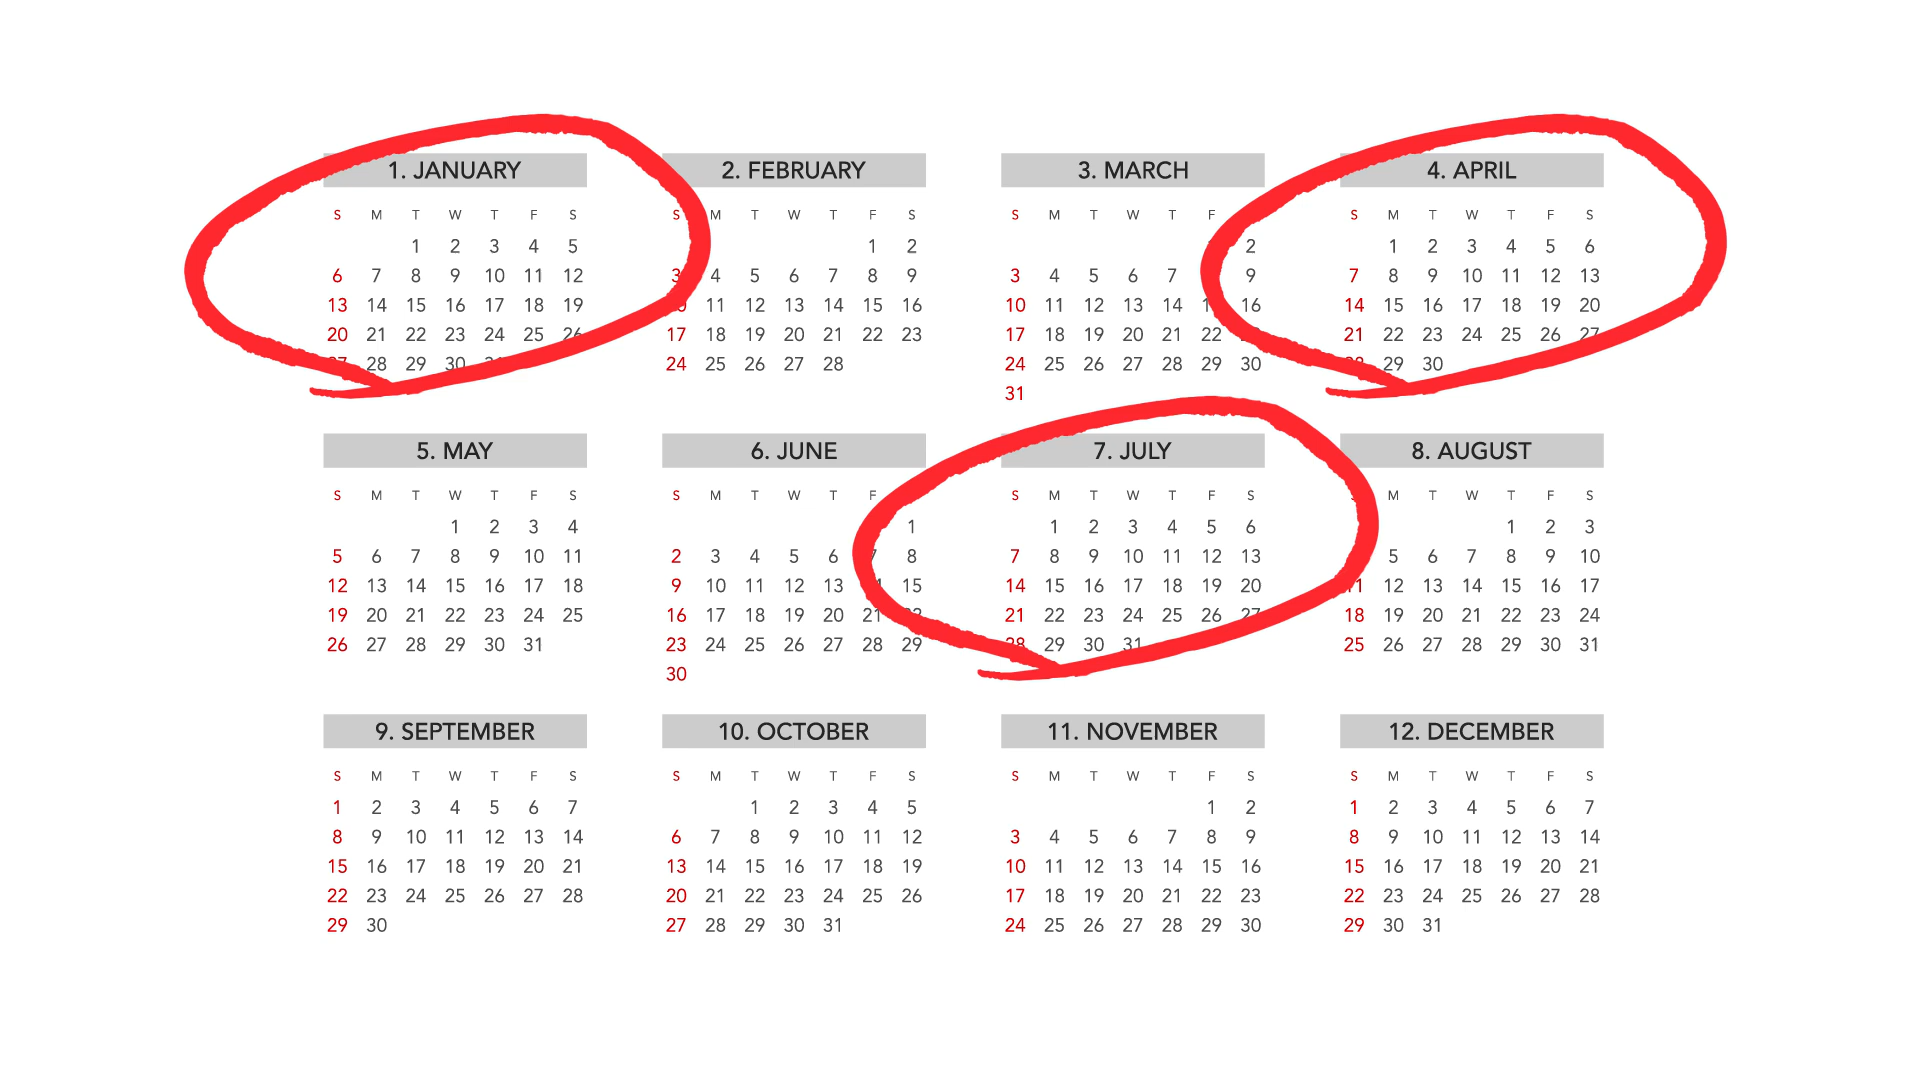 1. JANUARY
S M T W T F S
1 2 3 4 5
6 7 8 9 10 11 12
13 14 15 16 17 18 19
20 21 22 23 24 25 26
27 28 29 30 31
2. FEBRUARY
S M T W T F S
1 2
3 4 5 6 7 8 9
11 12 13 14 15 16
17 18 19 20 21 22 23
24 25 26 27 28
3. MARCH
S M T W T F
2
3 4 5 6 7 9
10 11 12 13 14 16
17 18 19 20 21 22
24 25 26 27 28 29 30
31
4. APRIL
S M T W T F S
1 2 3 4 5 6
7 8 9 10 11 12 13
14 15 16 17 18 19 20
21 22 23 24 25 26 27
29 30
5. MAY
S M T W T F S
1 2 3 4
5 6 7 8 9 10 11
12 13 14 15 16 17 18
19 20 21 22 23 24 25
26 27 28 29 30 31
6. JUNE
S M T W T F
1
2 3 4 5 6 7 8
9 10 11 12 13 15
16 17 18 19 20 21
23 24 25 26 27 28 29
30
7. JULY
S M T W T F S
1 2 3 4 5 6
7 8 9 10 11 12 13
14 15 16 17 18 19 20
21 22 23 24 25 26 27
28 29 30 31
8. AUGUST
M T W T F S
1 2 3
5 6 7 8 9 10
11 12 13 14 15 16 17
18 19 20 21 22 23 24
25 26 27 28 29 30 31
9. SEPTEMBER
S M T W T F S
1 2 3 4 5 6 7
8 9 10 11 12 13 14
15 16 17 18 19 20 21
22 23 24 25 26 27 28
29 30
10. OCTOBER
S M T W T F S
1 2 3 4 5
6 7 8 9 10 11 12
13 14 15 16 17 18 19
20 21 22 23 24 25 26
27 28 29 30 31
11. NOVEMBER
S M T W T F S
1 2
3 4 5 6 7 8 9
10 11 12 13 14 15 16
17 18 19 20 21 22 23
24 25 26 27 28 29 30
12. DECEMBER
S M T W T F S
1 2 3 4 5 6 7
8 9 10 11 12 13 14
15 16 17 18 19 20 21
22 23 24 25 26 27 28
29 30 31